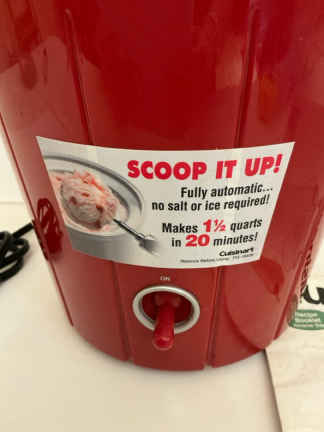 SCOOP IT UP!
Fully automatic...
no salt or ice required!
Makes 1½ quarts
in 20 minutes!
Cuisinart
ON
Recipe
Booklet